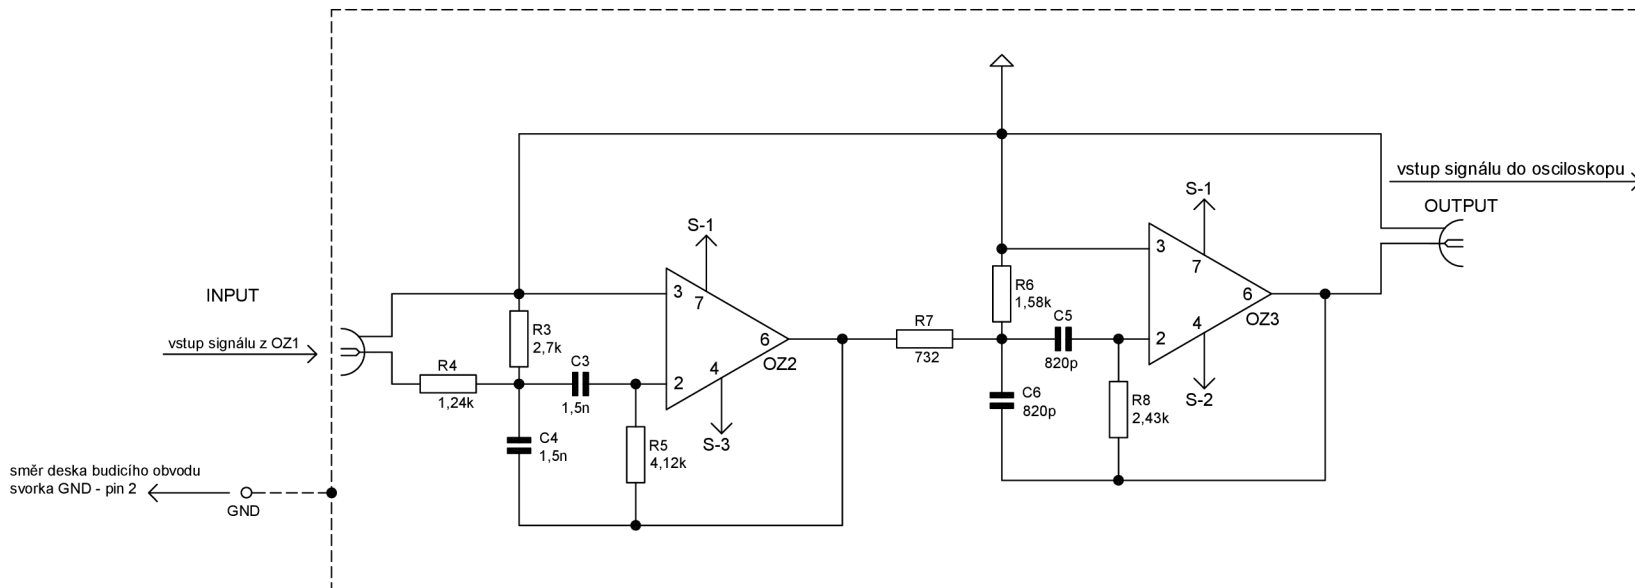 vstup signálu do osciloskopu
OUTPUT
S-1
3
7
6
4
2
OZ3
S-2
R6
1,58k
C5
820p
R7
732
C6
820p
R8
2,43k
S-1
3
7
6
4
2
OZ2
S-3
INPUT
vstup signálu z OZ1
R3
2,7k
R4
1,24k
C3
1,5n
C4
1,5n
R5
4,12k
směr deska budicího obvodu
svorka GND - pin 2
GND